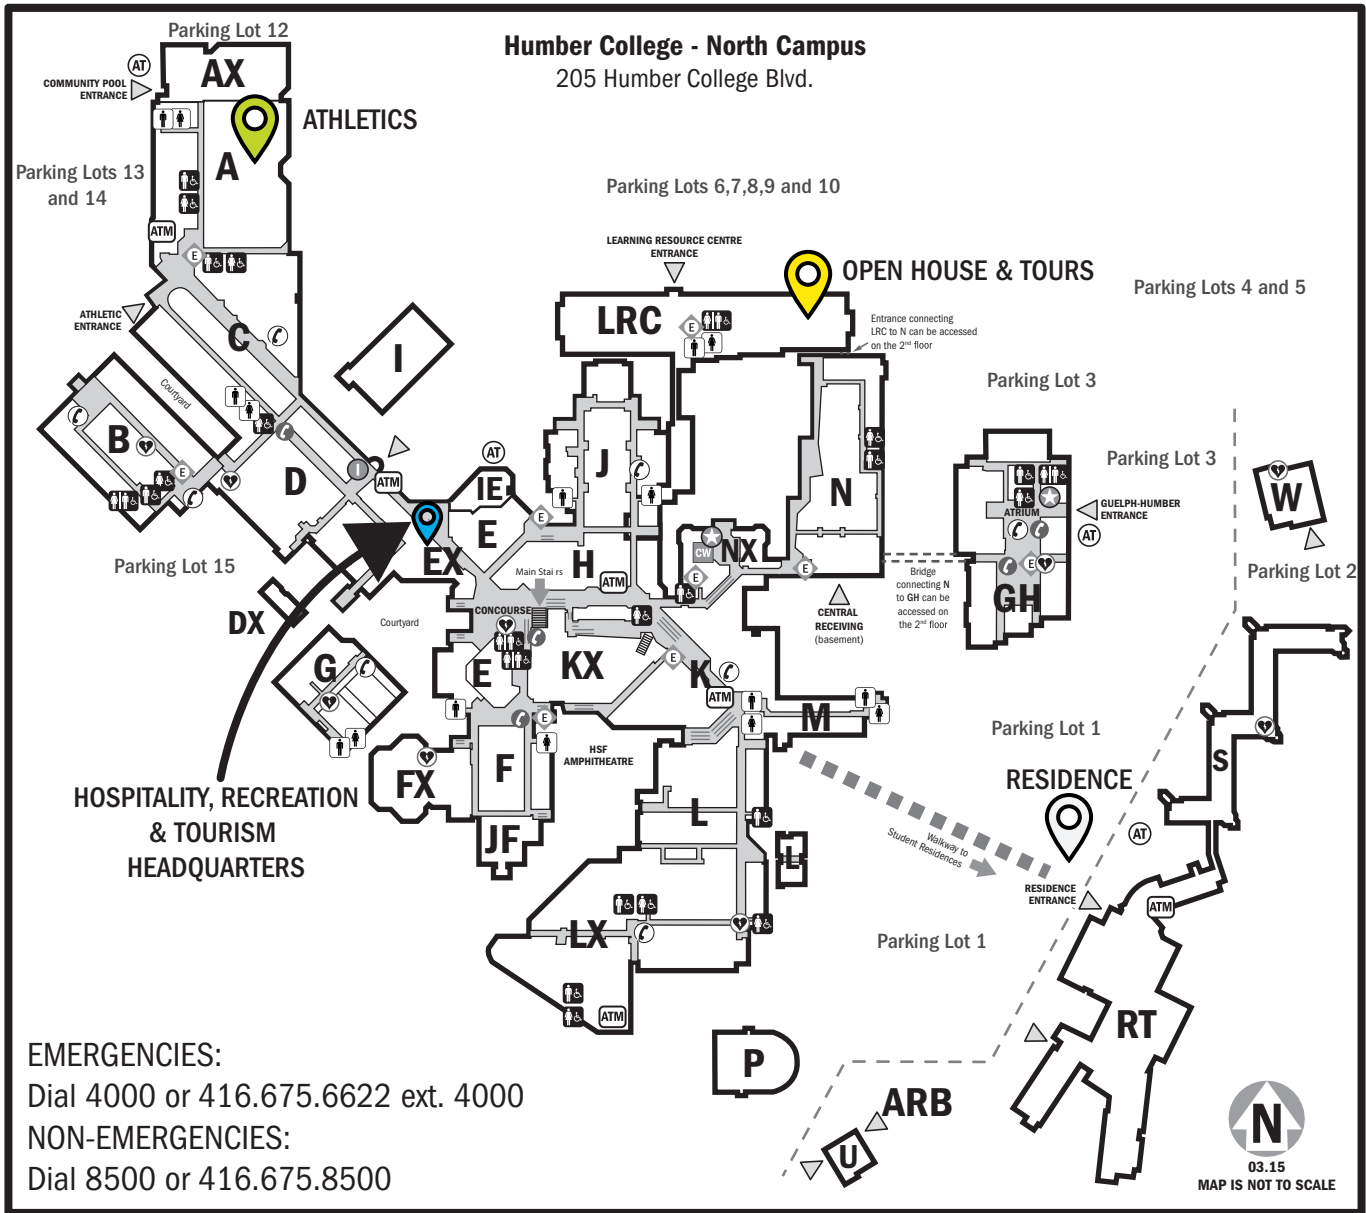 Parking Lot 12
Humber College - North Campus
205 Humber College Blvd.
AT
COMMUNITY POOL
ENTRANCE
AX
ATHLETICS
A
Parking Lots 13
and 14
ATM
E
Parking Lots 6,7,8,9 and 10
LEARNING RESOURCE CENTRE
ENTRANCE
OPEN HOUSE & TOURS
Parking Lots 4 and 5
ATHLETIC
ENTRANCE
C
LRC
E
Entrance connecting
LRC to N can be accessed
on the 2nd floor
I
Courtyard
Parking Lot 3
B
E
D
I
ATM
AT
IE
E
E
J
N
Parking Lot 3
ATRIUM
GUELPH-HUMBER
ENTRANCE
AT
W
Parking Lot 15
EX
Main Stai rs
H
ATM
CW
NX
E
E
Bridge
connecting N
to GH can be
accessed on
the 2nd floor
E
GH
Parking Lot 2
DX
Courtyard
CONCOURSE
CENTRAL
RECEIVING
(basement)
G
E
KX
E
K
ATM
M
E
HSF
AMPHITHEATRE
Parking Lot 1
S
FX
F
RESIDENCE
HOSPITALITY, RECREATION
& TOURISM
HEADQUARTERS
JF
L
L
Walkway to
Student Residences
AT
RESIDENCE
ENTRANCE
ATM
LX
Parking Lot 1
ATM
RT
P
EMERGENCIES:
Dial 4000 or 416.675.6622 ext. 4000
NON-EMERGENCIES:
Dial 8500 or 416.675.8500
ARB
U
N
03.15
MAP IS NOT TO SCALE